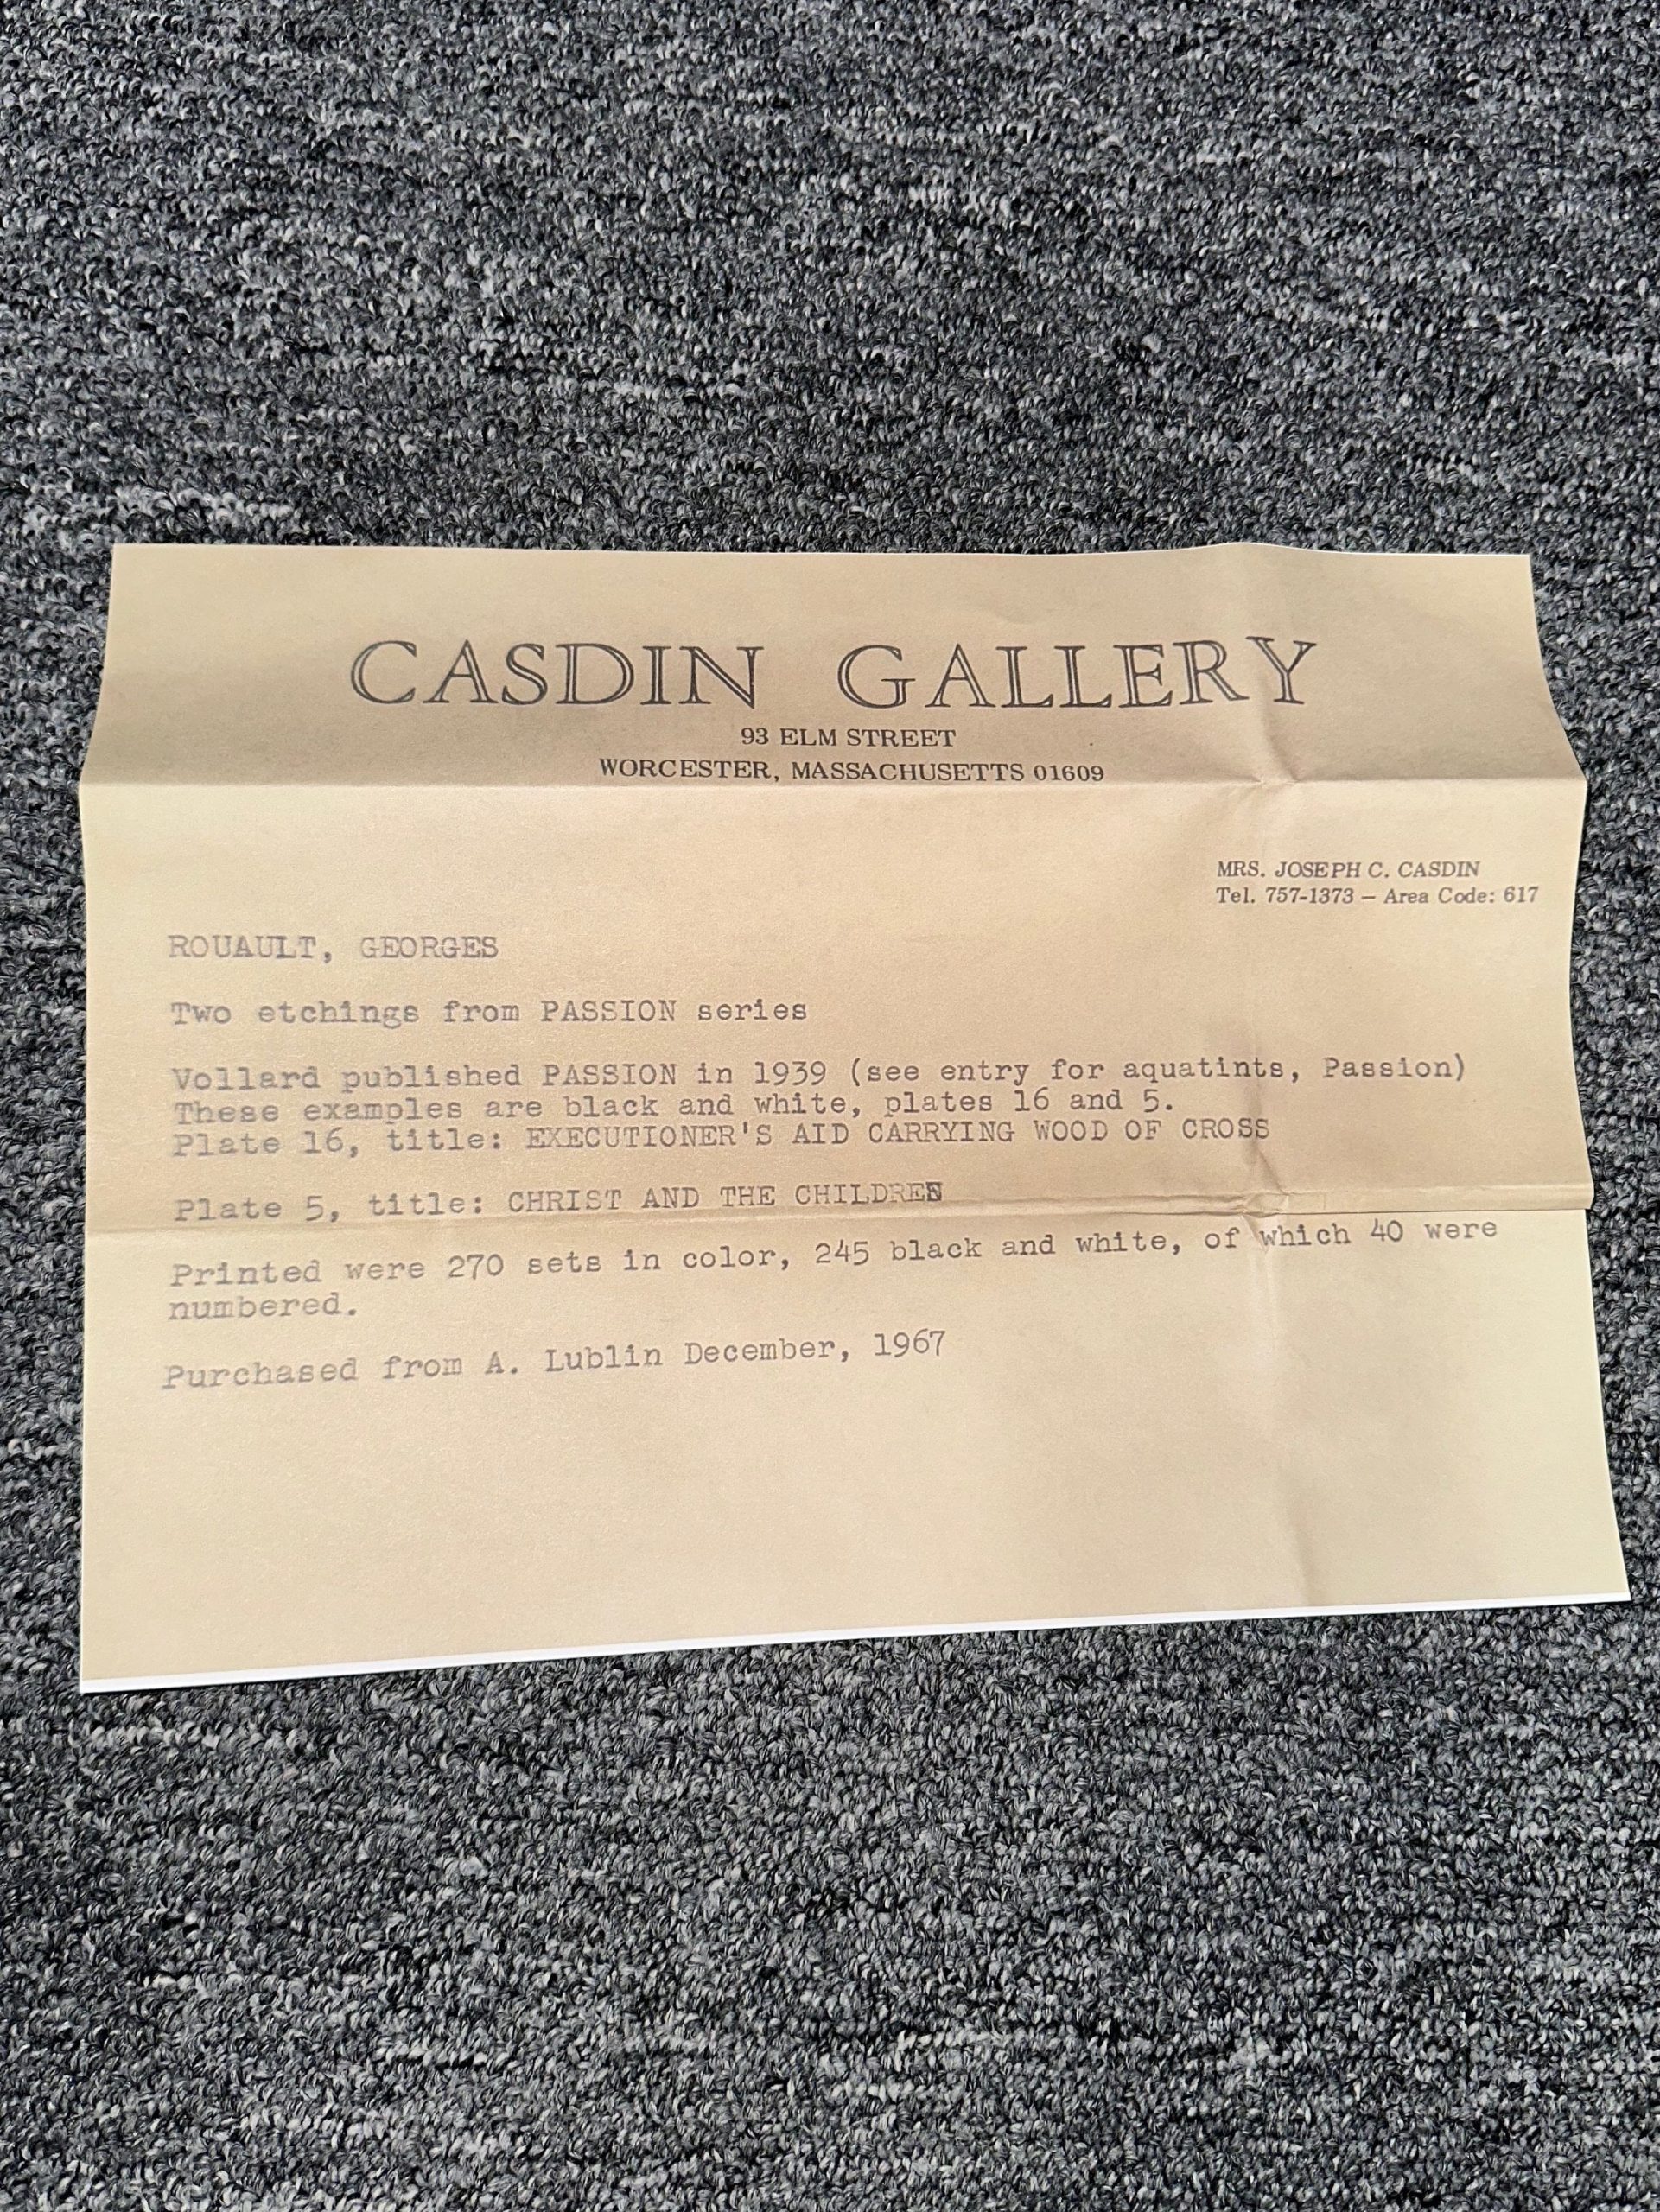 CASDIN GALLERY
93 ELM STREET
WORCESTER, MASSACHUSETTS 01609
MRS. JOSEPH C. CASDIN
Tel. 757-1373 — Area Code: 617
ROUAULT, GEORGES
Two etchings from PASSION series
Vollard published PASSION in 1939 (see entry for aquatints, Passion)
These examples are black and white, plates 16 and 5.
Plate 16, title: EXECUTIONER'S AID CARRYING WOOD OF CROSS
Plate 5, title: CHRIST AND THE CHILDREN
Printed were 270 sets in color, 245 black and white, of which 40 were
numbered.
Purchased from A. Lublin December, 1967